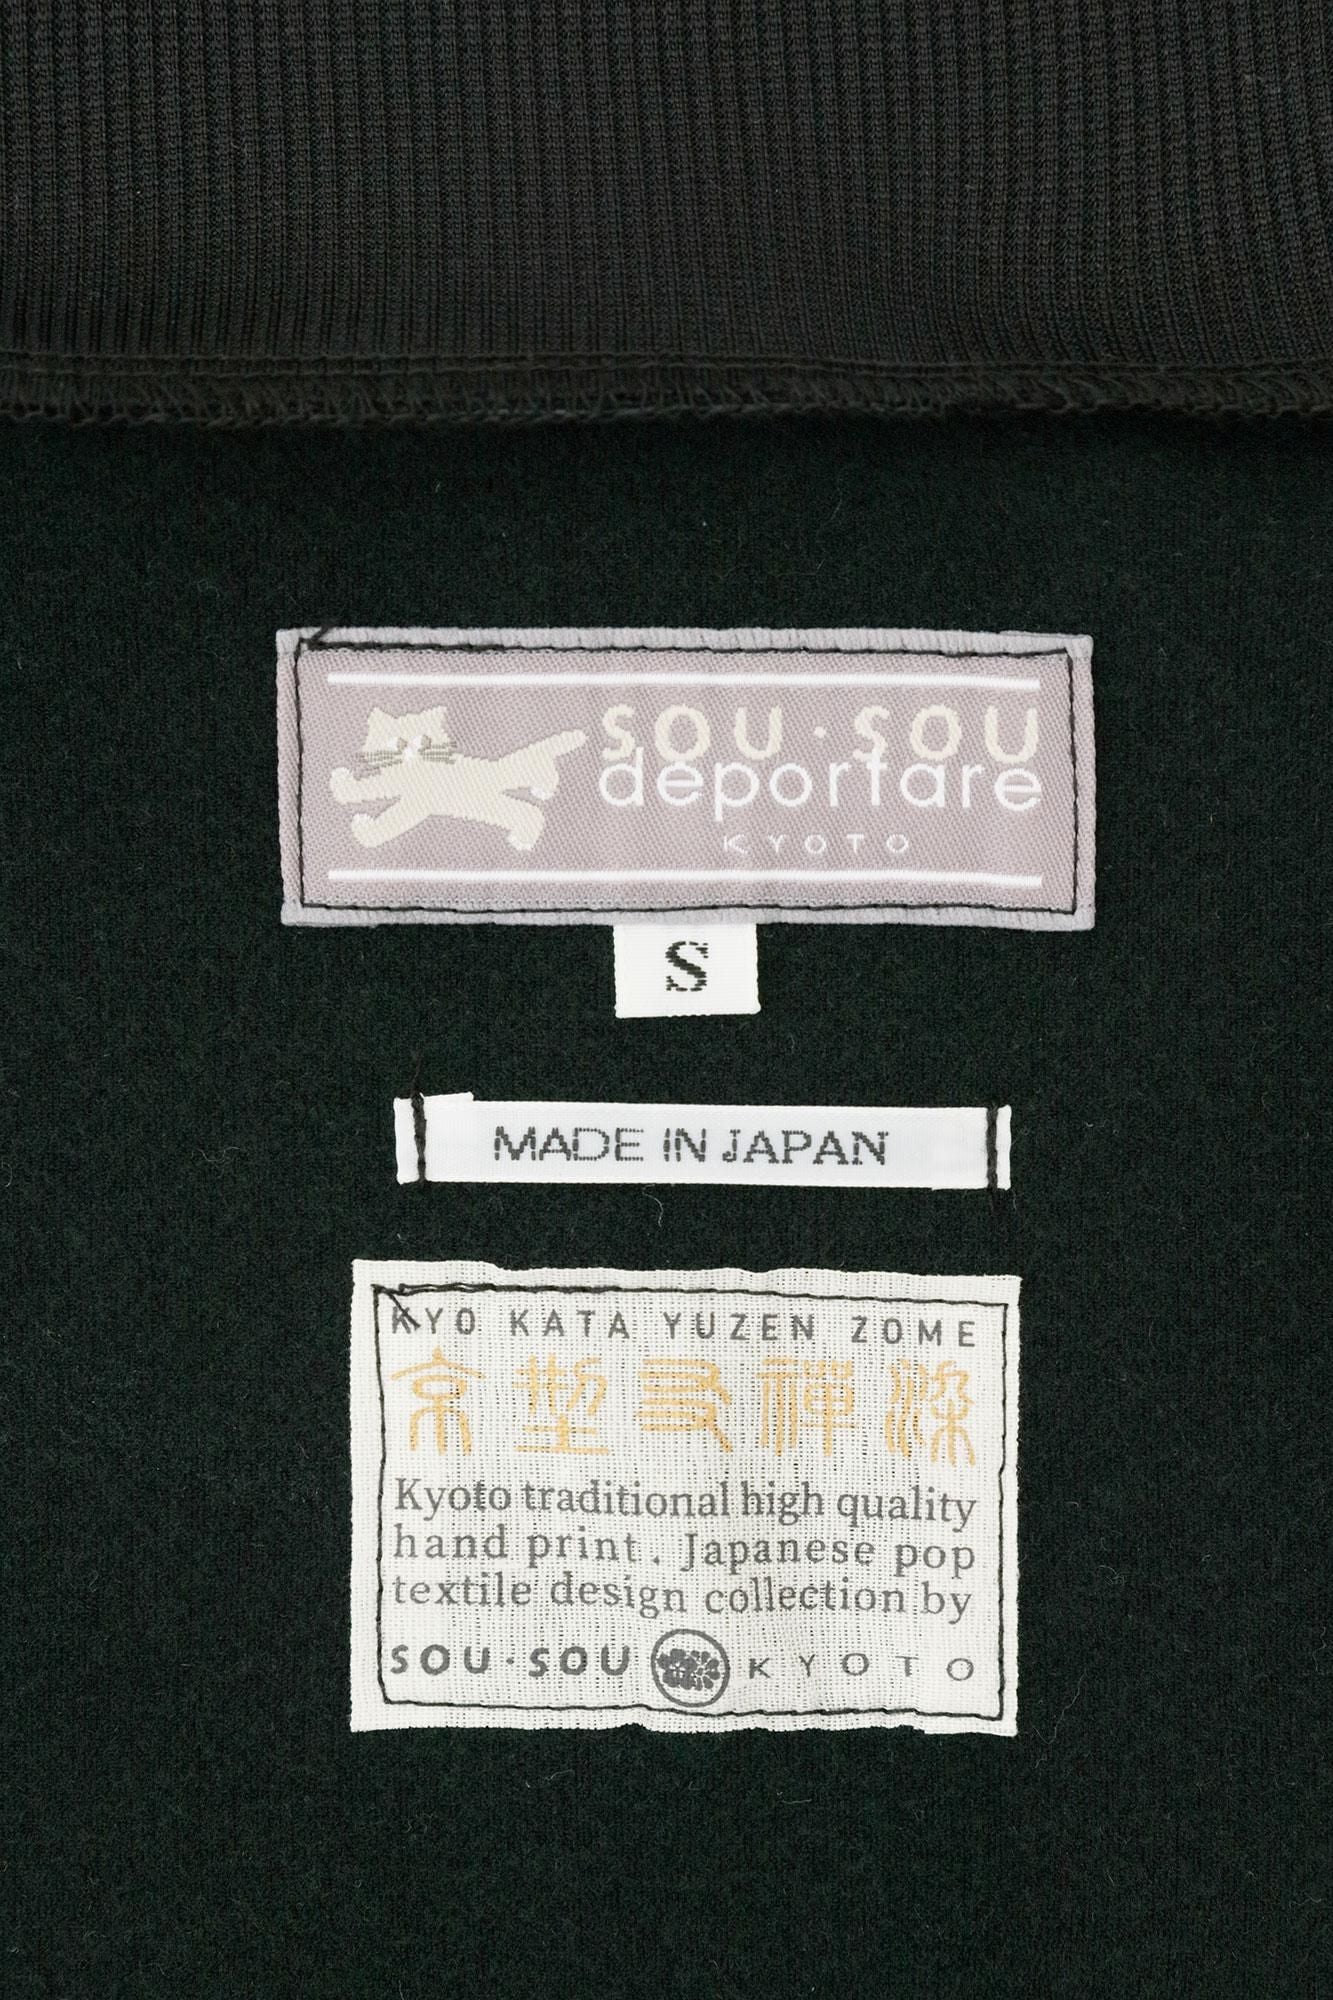 SOU・SOU
deportare
KYOTO
S
MADE IN JAPAN
KYO KATA YUZEN ZOME
京型友禅染
Kyoto traditional high quality
hand print. Japanese pop
textile design collection by
SOU・SOU KYOTO